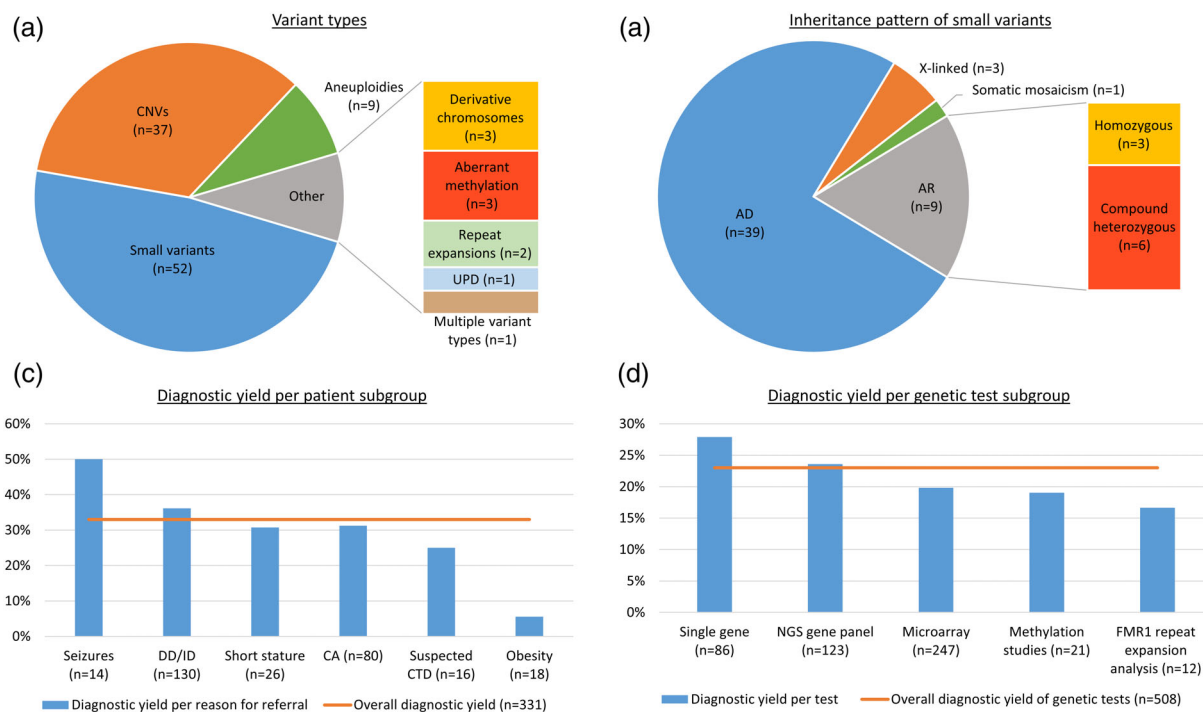 (a)
Variant types
CNVs
(n=37)
Aneuploidies
(n=9)
Other
Small variants
(n=52)
Derivative
chromosomes
(n=3)
Aberrant
methylation
(n=3)
Repeat
expansions (n=2)
UPD (n=1)
Multiple variant
types (n=1)
(a)
Inheritance pattern of small variants
X-linked (n=3)
Somatic mosaicism (n=1)
AD
(n=39)
AR
(n=9)
Homozygous
(n=3)
Compound
heterozygous
(n=6)
(c)
Diagnostic yield per patient subgroup
60%
50%
40%
30%
20%
10%
0%
Seizures
(n=14)
DD/ID
(n=130)
Short stature
(n=26)
CA (n=80)
Suspected
CTD (n=16)
Obesity
(n=18)
Diagnostic yield per reason for referral
Overall diagnostic yield (n=331)
(d)
Diagnostic yield per genetic test subgroup
30%
25%
20%
15%
10%
5%
0%
Single gene
(n=86)
NGS gene panel
(n=123)
Microarray
(n=247)
Methylation
studies (n=21)
FMR1 repeat
expansion
analysis (n=12)
Diagnostic yield per test
Overall diagnostic yield of genetic tests (n=508)